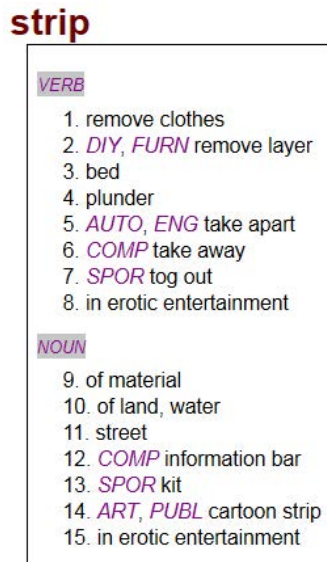 strip
VERB
1. remove clothes
2. DIY, FURN remove layer
3. bed
4. plunder
5. AUTO, ENG take apart
6. COMP take away
7. SPOR tog out
8. in erotic entertainment
NOUN
9. of material
10. of land, water
11. street
12. COMP information bar
13. SPOR kit
14. ART, PUBL cartoon strip
15. in erotic entertainment